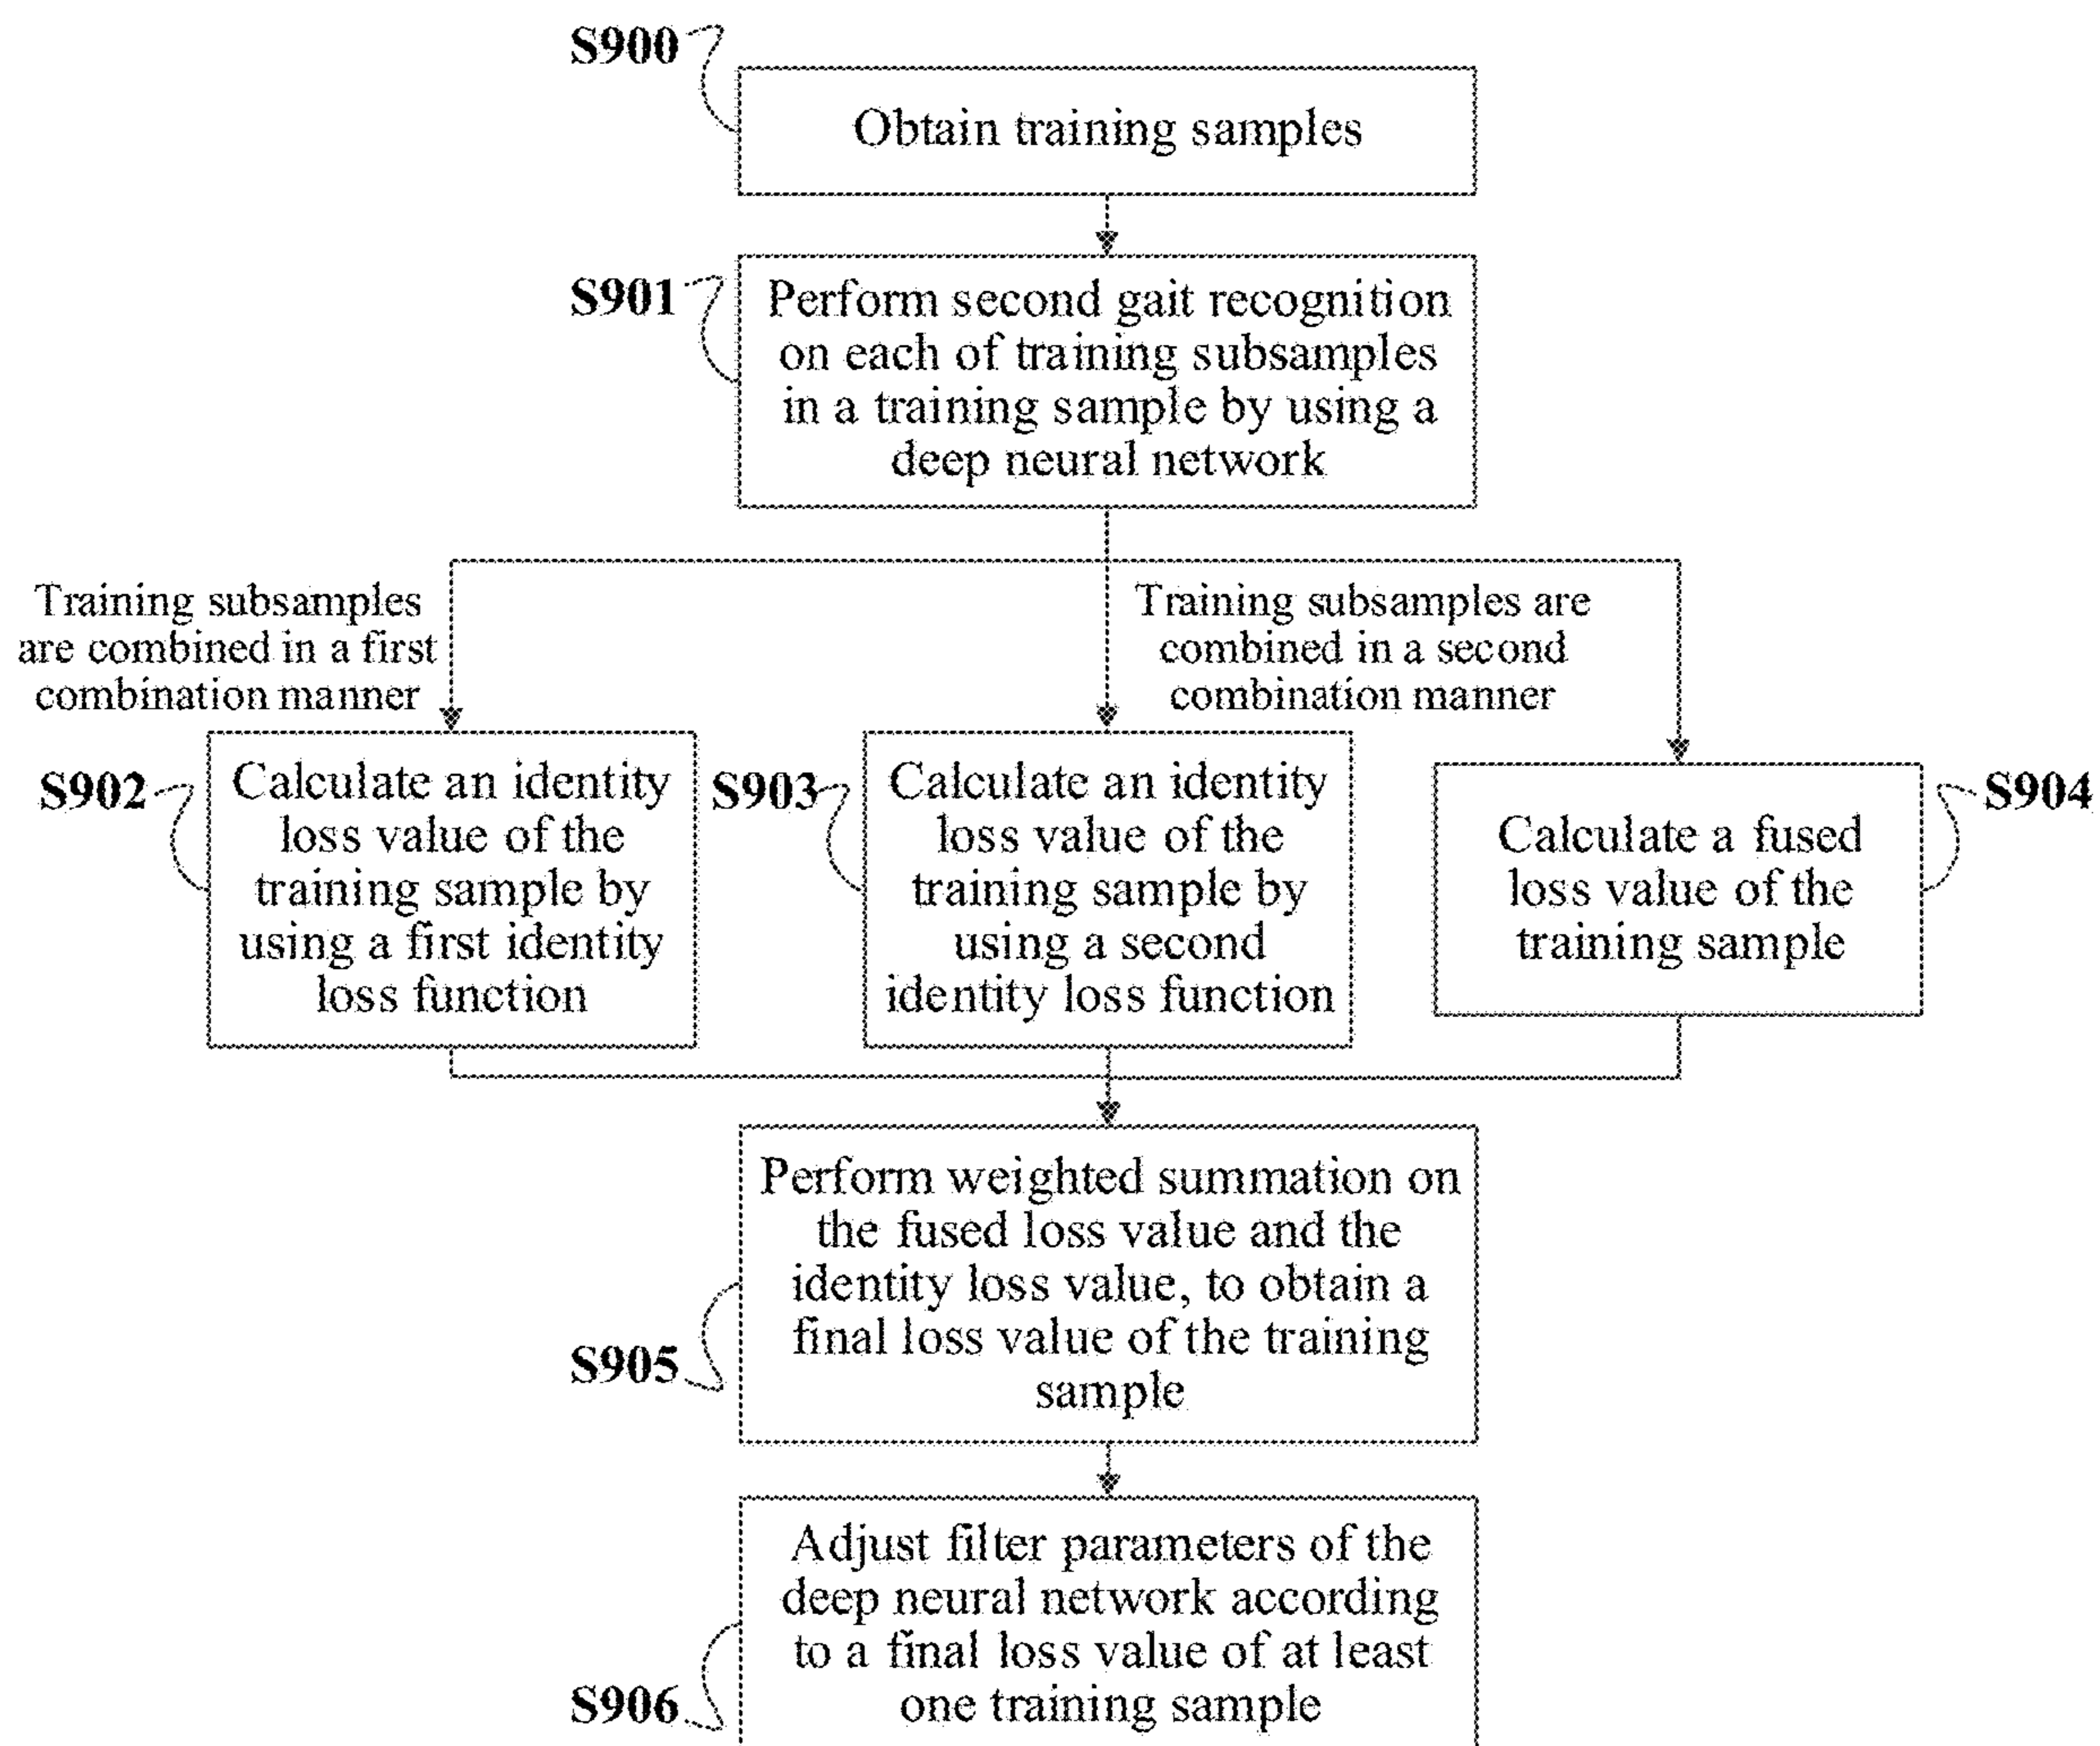 S900
Obtain training samples
S901
Perform second gait recognition
on each of training subsamples
in a training sample by using a
deep neural network
Training subsamples
are combined in a first
combination manner
Training subsamples are
combined in a second
combination manner
S902
Calculate an identity
loss value of the
training sample by
using a first identity
loss function
S903
Calculate an identity
loss value of the
training sample by
using a second
identity loss function
S904
Calculate a fused
loss value of the
training sample
Perform weighted summation on
the fused loss value and the
identity loss value, to obtain a
final loss value of the training
sample
S905
Adjust filter parameters of the
deep neural network according
to a final loss value of at least
one training sample
S906